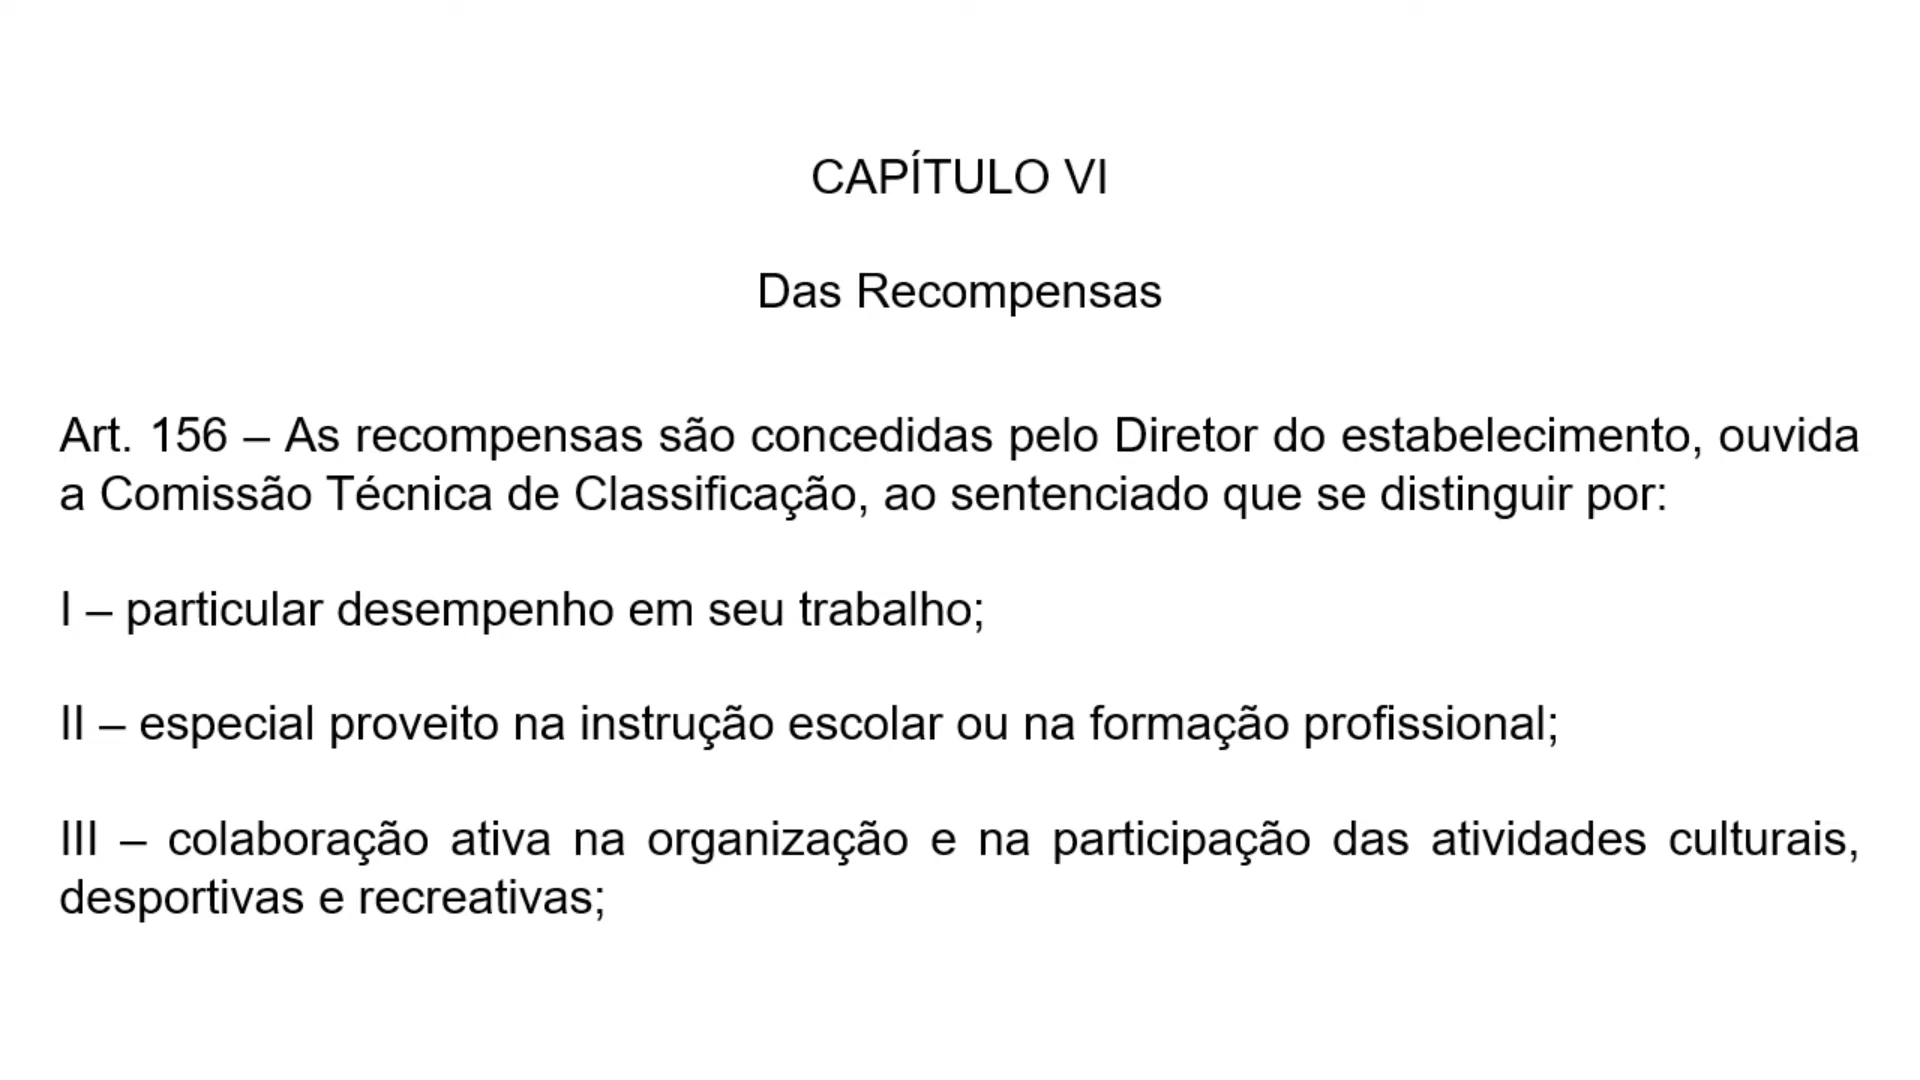 CAPÍTULO VI
Das Recompensas
Art. 156 – As recompensas são concedidas pelo Diretor do estabelecimento, ouvida
a Comissão Técnica de Classificação, ao sentenciado que se distinguir por:
I – particular desempenho em seu trabalho;
II – especial proveito na instrução escolar ou na formação profissional;
III – colaboração ativa na organização e na participação das atividades culturais,
desportivas e recreativas;